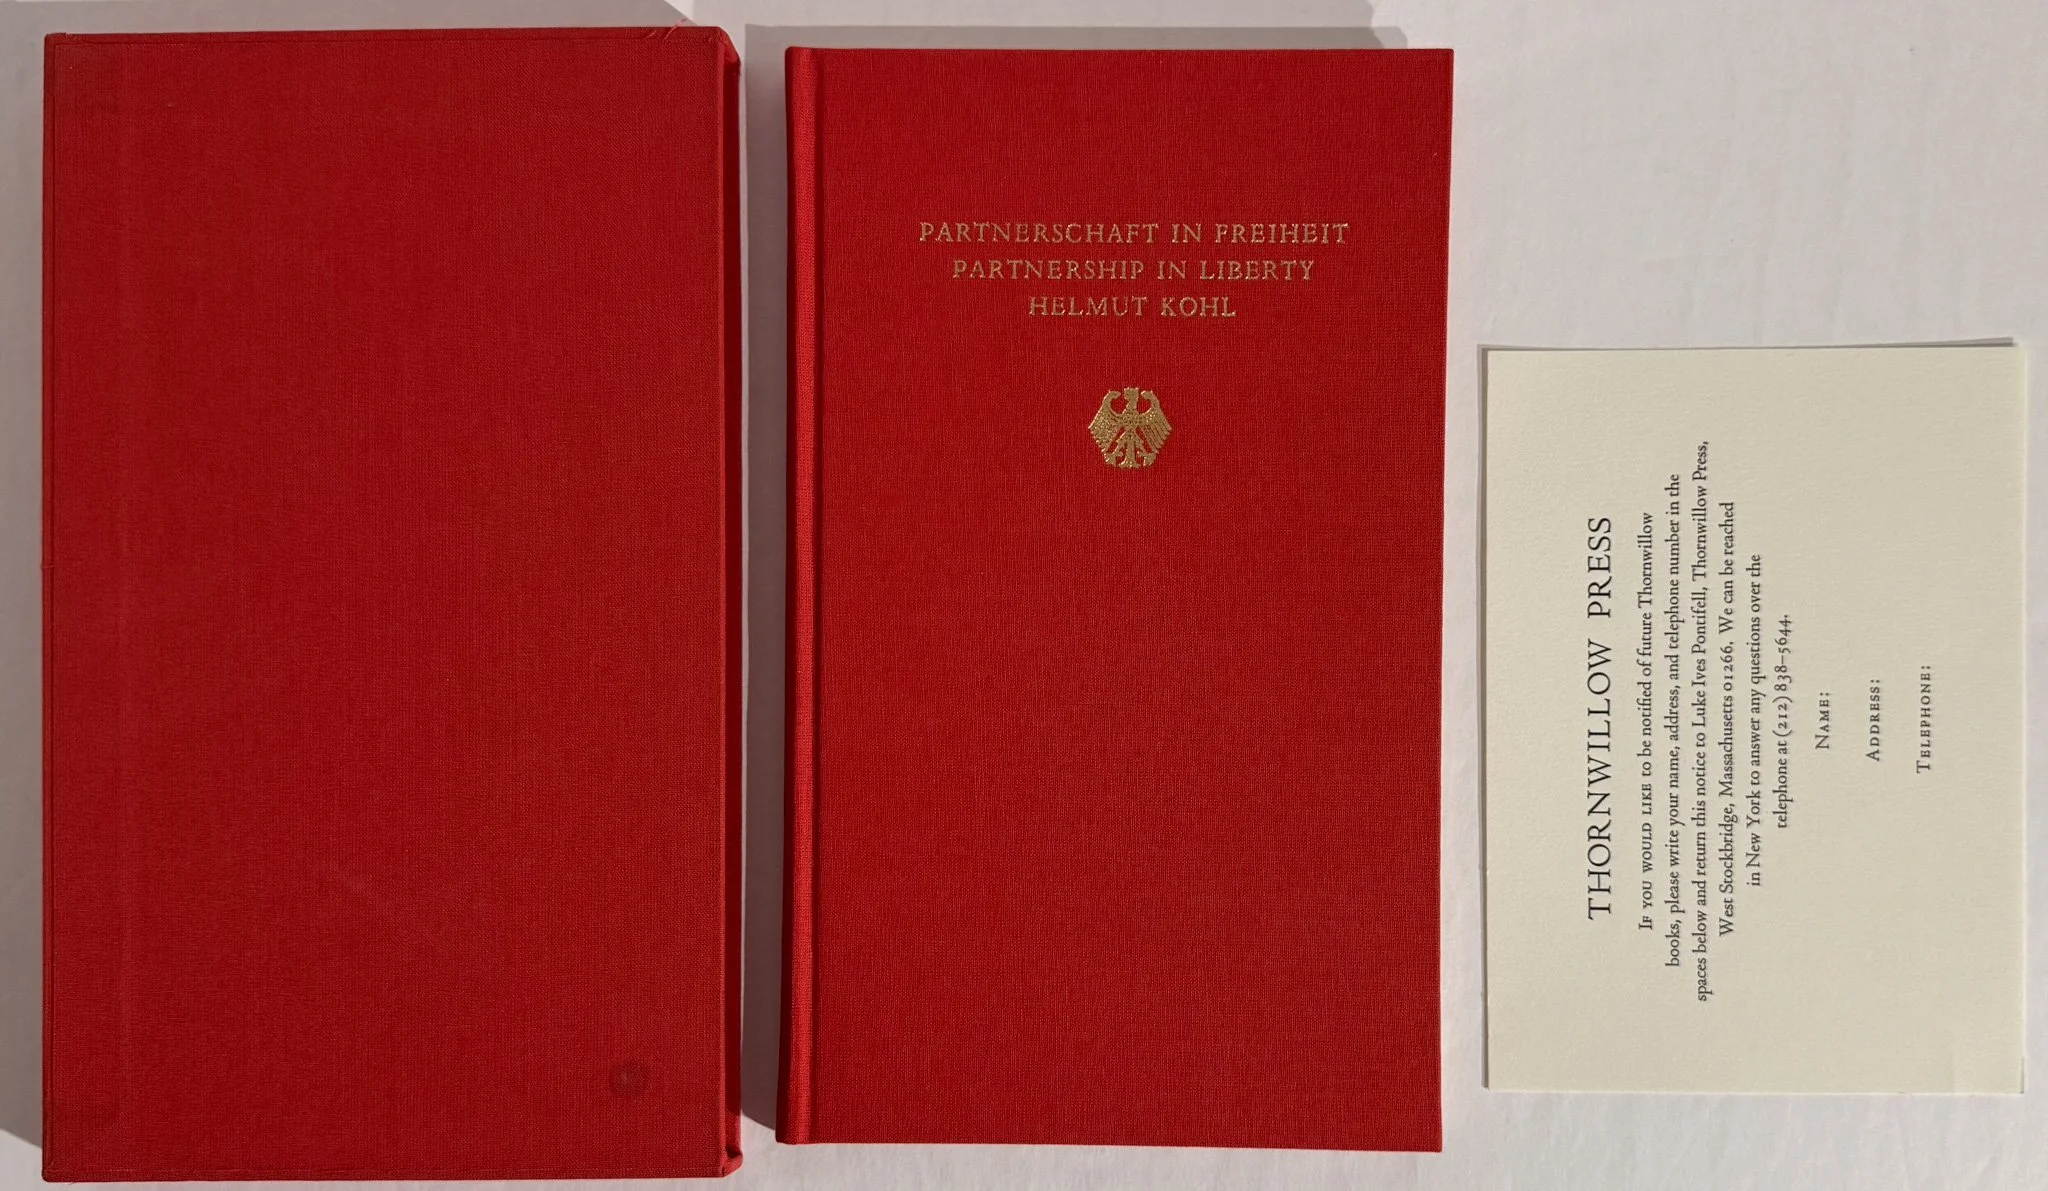 PARTNERSCHAFT IN FREIHEIT
PARTNERSHIP IN LIBERTY
HELMUT KOHL
THORNWILLOW PRESS
IF YOU WOULD LIKE to be notified of future Thornwillow
books, please write your name, address, and telephone number in the
spaces below and return this notice to Luke Ives Pontifell, Thornwillow Press,
West Stockbridge, Massachusetts 01266. We can be reached
in New York to answer any questions over the
telephone at (212) 838–5644.
NAME:
ADDRESS:
TELEPHONE: